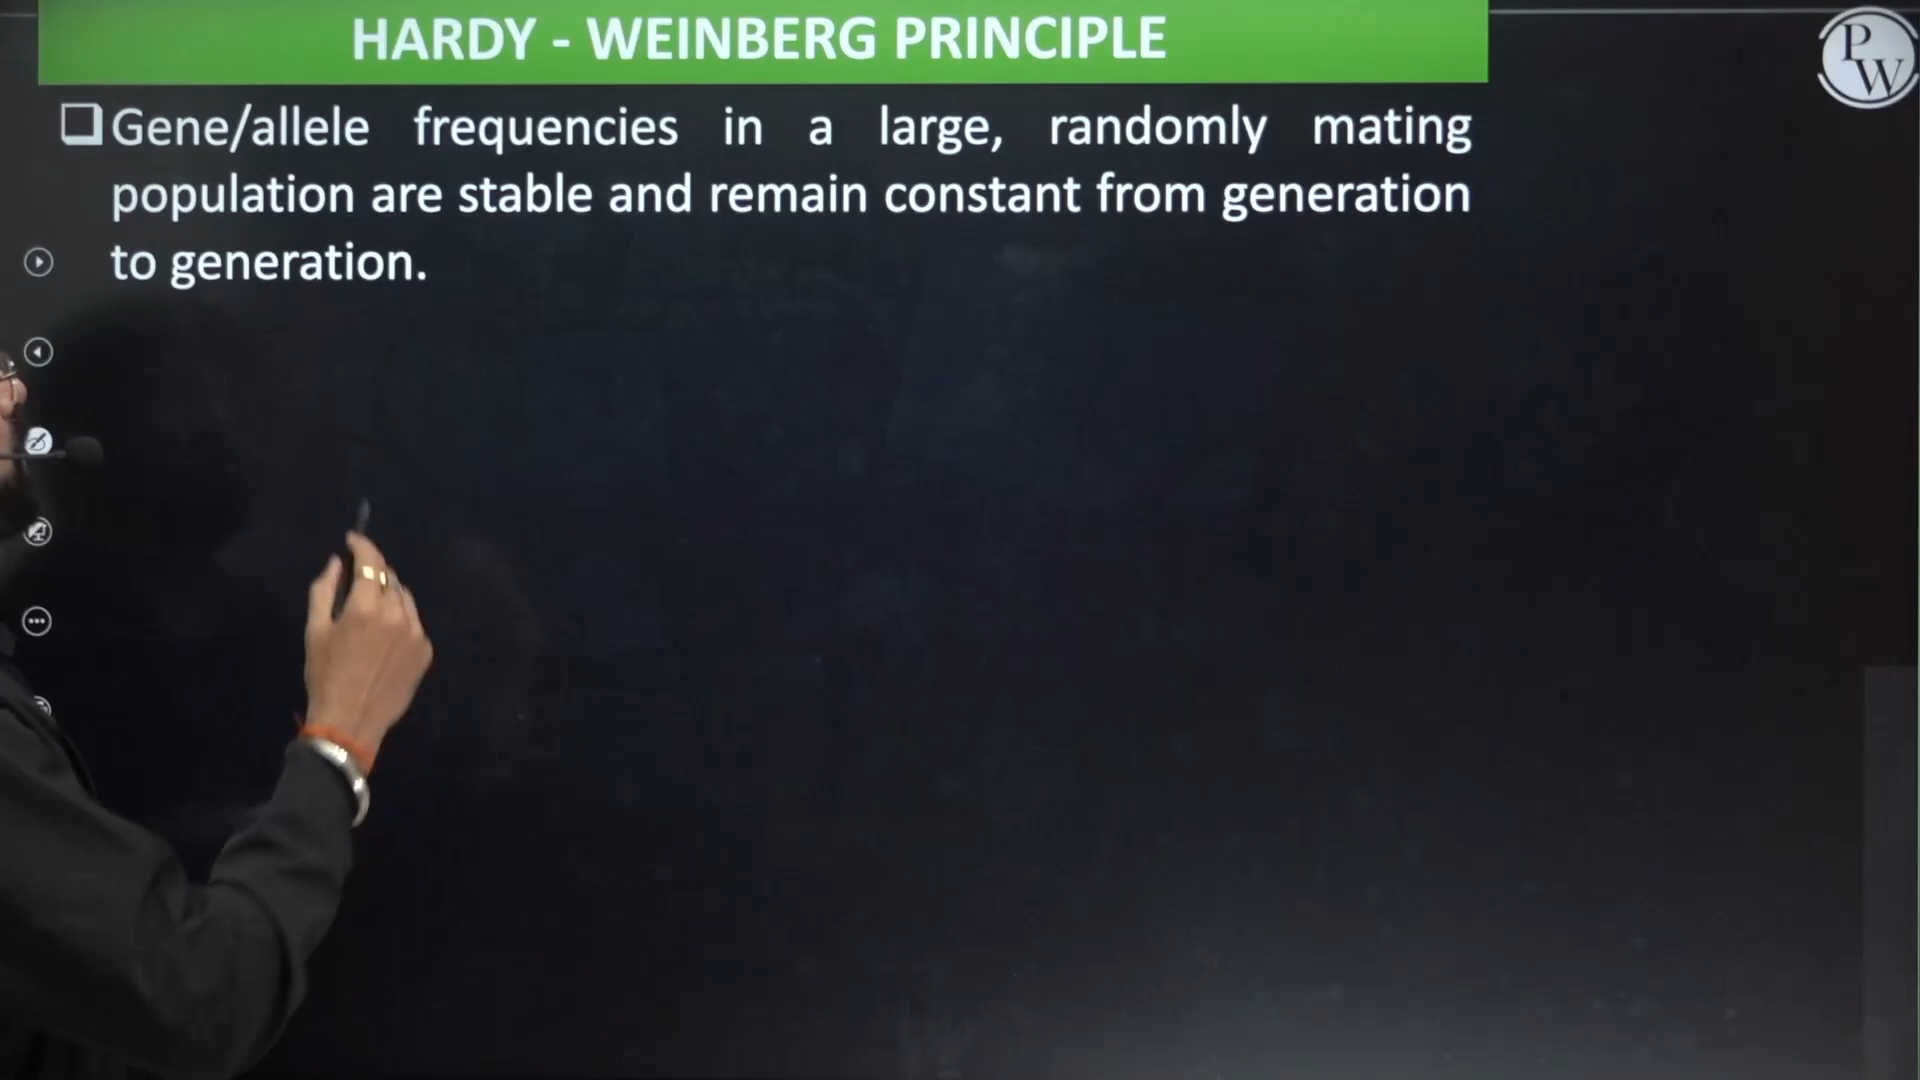 HARDY - WEINBERG PRINCIPLE
PW
Gene/allele frequencies in a large, randomly mating
population are stable and remain constant from generation
to generation.